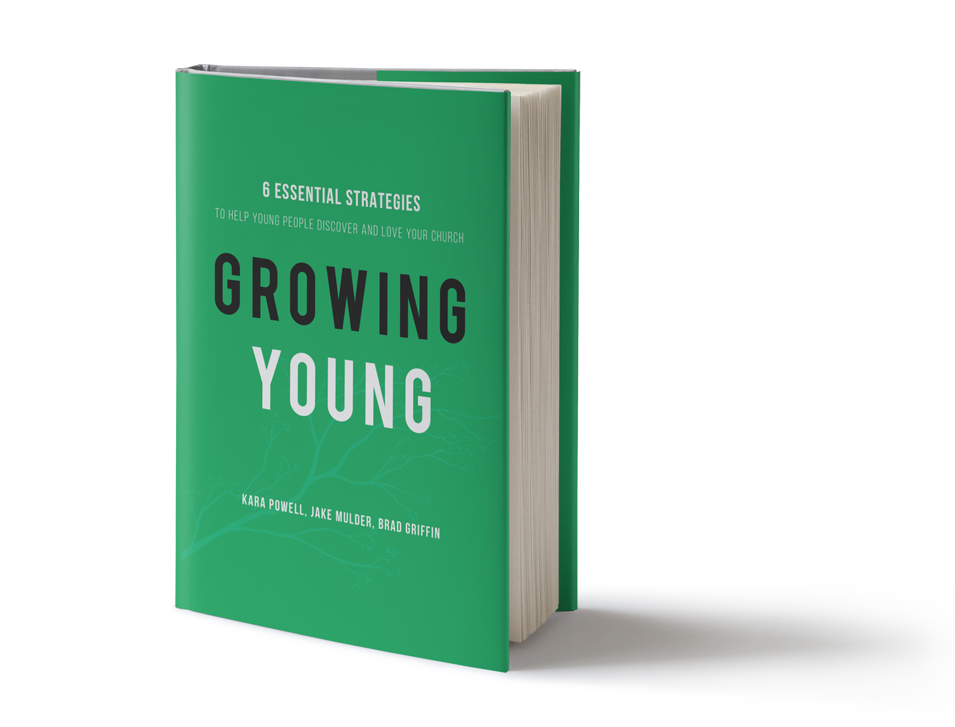 6 ESSENTIAL STRATEGIES
TO HELP YOUNG PEOPLE DISCOVER AND LOVE YOUR CHURCH
GROWING
YOUNG
KARA POWELL, JAKE MULDER, BRAD GRIFFIN